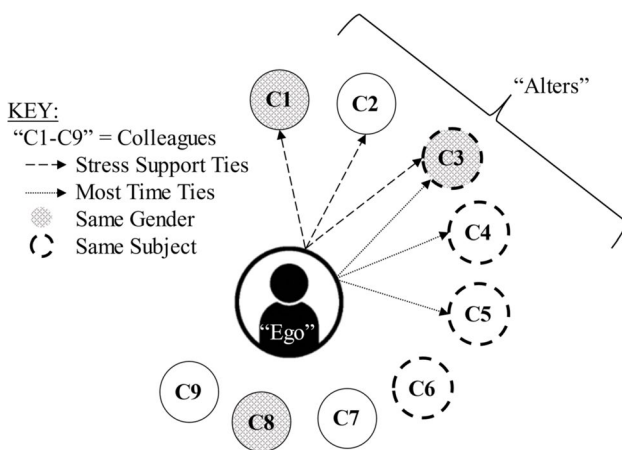 “Alters”
C1
C2
KEY:
“C1-C9” = Colleagues
Stress Support Ties
Most Time Ties
Same Gender
Same Subject
C3
C4
C5
“Ego”
C6
C9
C8
C7